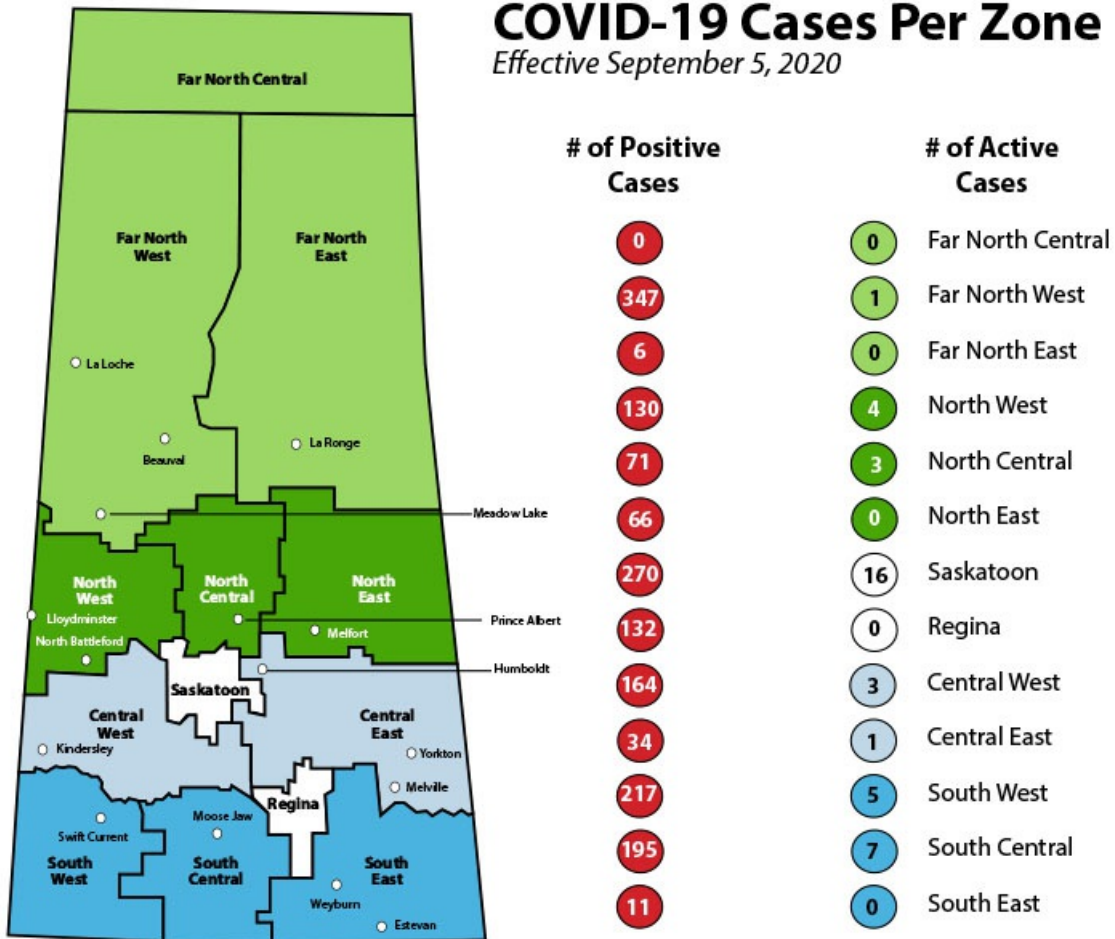 COVID-19 Cases Per Zone
Effective September 5, 2020
# of Positive
Cases
# of Active
Cases
0 0 Far North Central
347 1 Far North West
6 0 Far North East
130 4 North West
71 3 North Central
66 0 North East
270 16 Saskatoon
132 0 Regina
164 3 Central West
34 1 Central East
217 5 South West
195 7 South Central
11 0 South East
Far North Central
Far North
West
Far North
East
La Loche
Beauval
La Ronge
Meadow Lake
North
West
North
Central
North
East
Lloydminster
Prince Albert
North Battleford
Melfort
Humboldt
Saskatoon
Central
West
Central
East
Kindersley
Yorkton
Melville
Regina
Moose Jaw
Swift Current
South
West
South
Central
South
East
Weyburn
Estevan